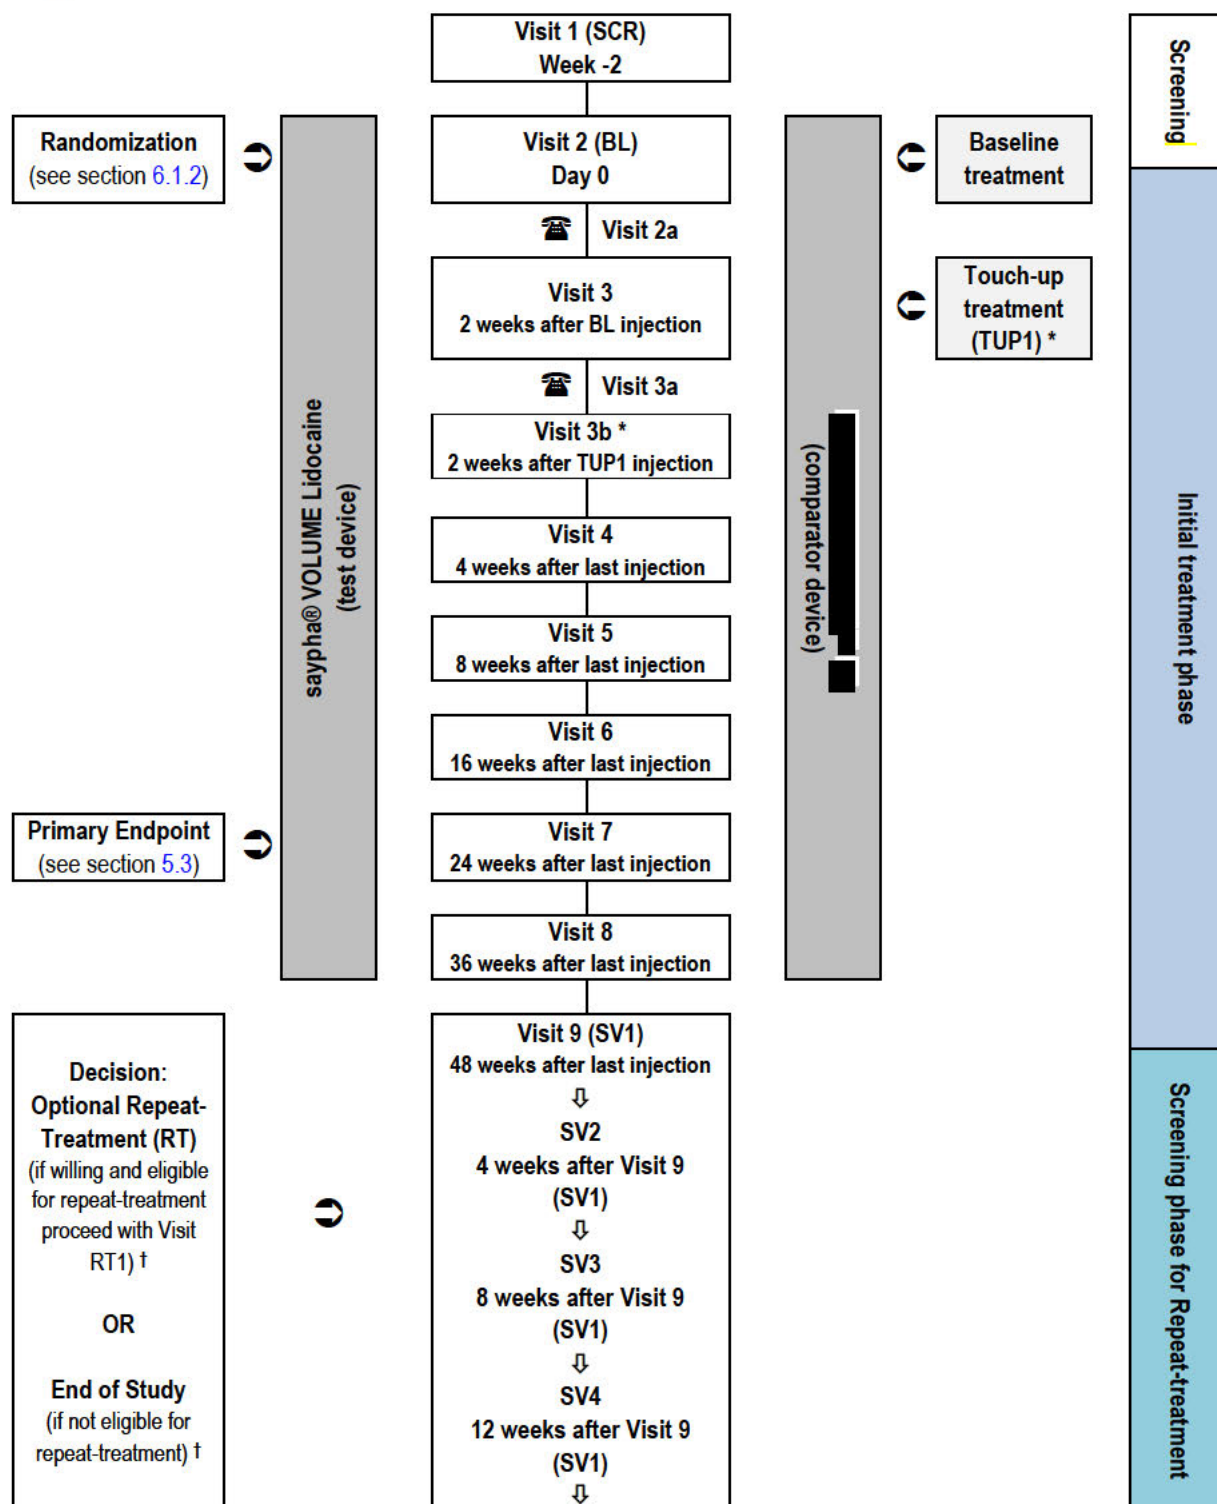 Visit 1 (SCR)
Week -2
Screening
Randomization
(see section 6.1.2)
Visit 2 (BL)
Day 0
Baseline
treatment
Visit 2a
Visit 3
2 weeks after BL injection
Touch-up
treatment
(TUP1) *
Visit 3a
Visit 3b *
2 weeks after TUP1 injection
saypha® VOLUME Lidocaine
(test device)
(comparator device)
Initial treatment phase
Visit 4
4 weeks after last injection
Visit 5
8 weeks after last injection
Visit 6
16 weeks after last injection
Primary Endpoint
(see section 5.3)
Visit 7
24 weeks after last injection
Visit 8
36 weeks after last injection
Decision:
Optional Repeat-
Treatment (RT)
(if willing and eligible
for repeat-treatment
proceed with Visit
RT1) †
OR
End of Study
(if not eligible for
repeat-treatment) †
Visit 9 (SV1)
48 weeks after last injection
SV2
4 weeks after Visit 9
(SV1)
SV3
8 weeks after Visit 9
(SV1)
SV4
12 weeks after Visit 9
(SV1)
Screening phase for Repeat-treatment